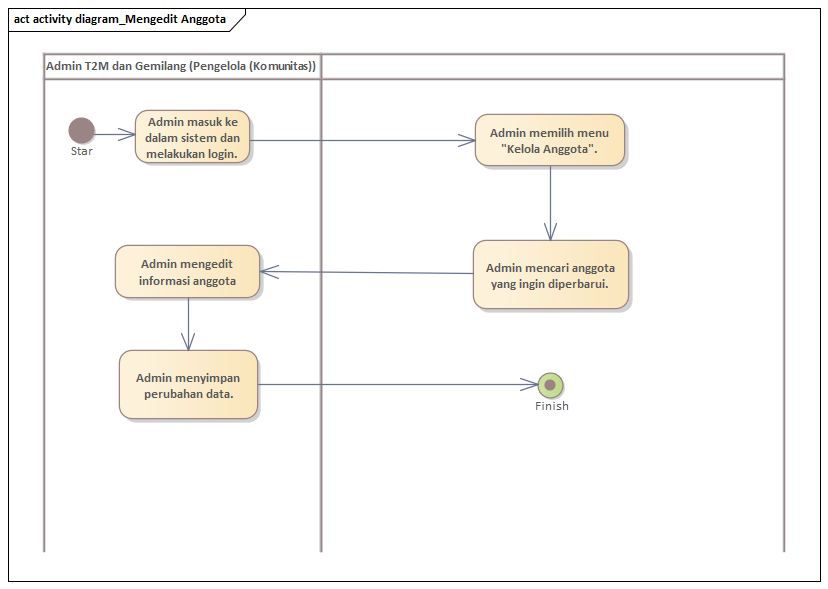 act activity diagram_Mengedit Anggota
Admin T2M dan Gemilang (Pengelola (Komunitas))
Star
Admin masuk ke
dalam sistem dan
melakukan login.
Admin memilih menu
"Kelola Anggota".
Admin mencari anggota
yang ingin diperbarui.
Admin mengedit
informasi anggota
Admin menyimpan
perubahan data.
Finish